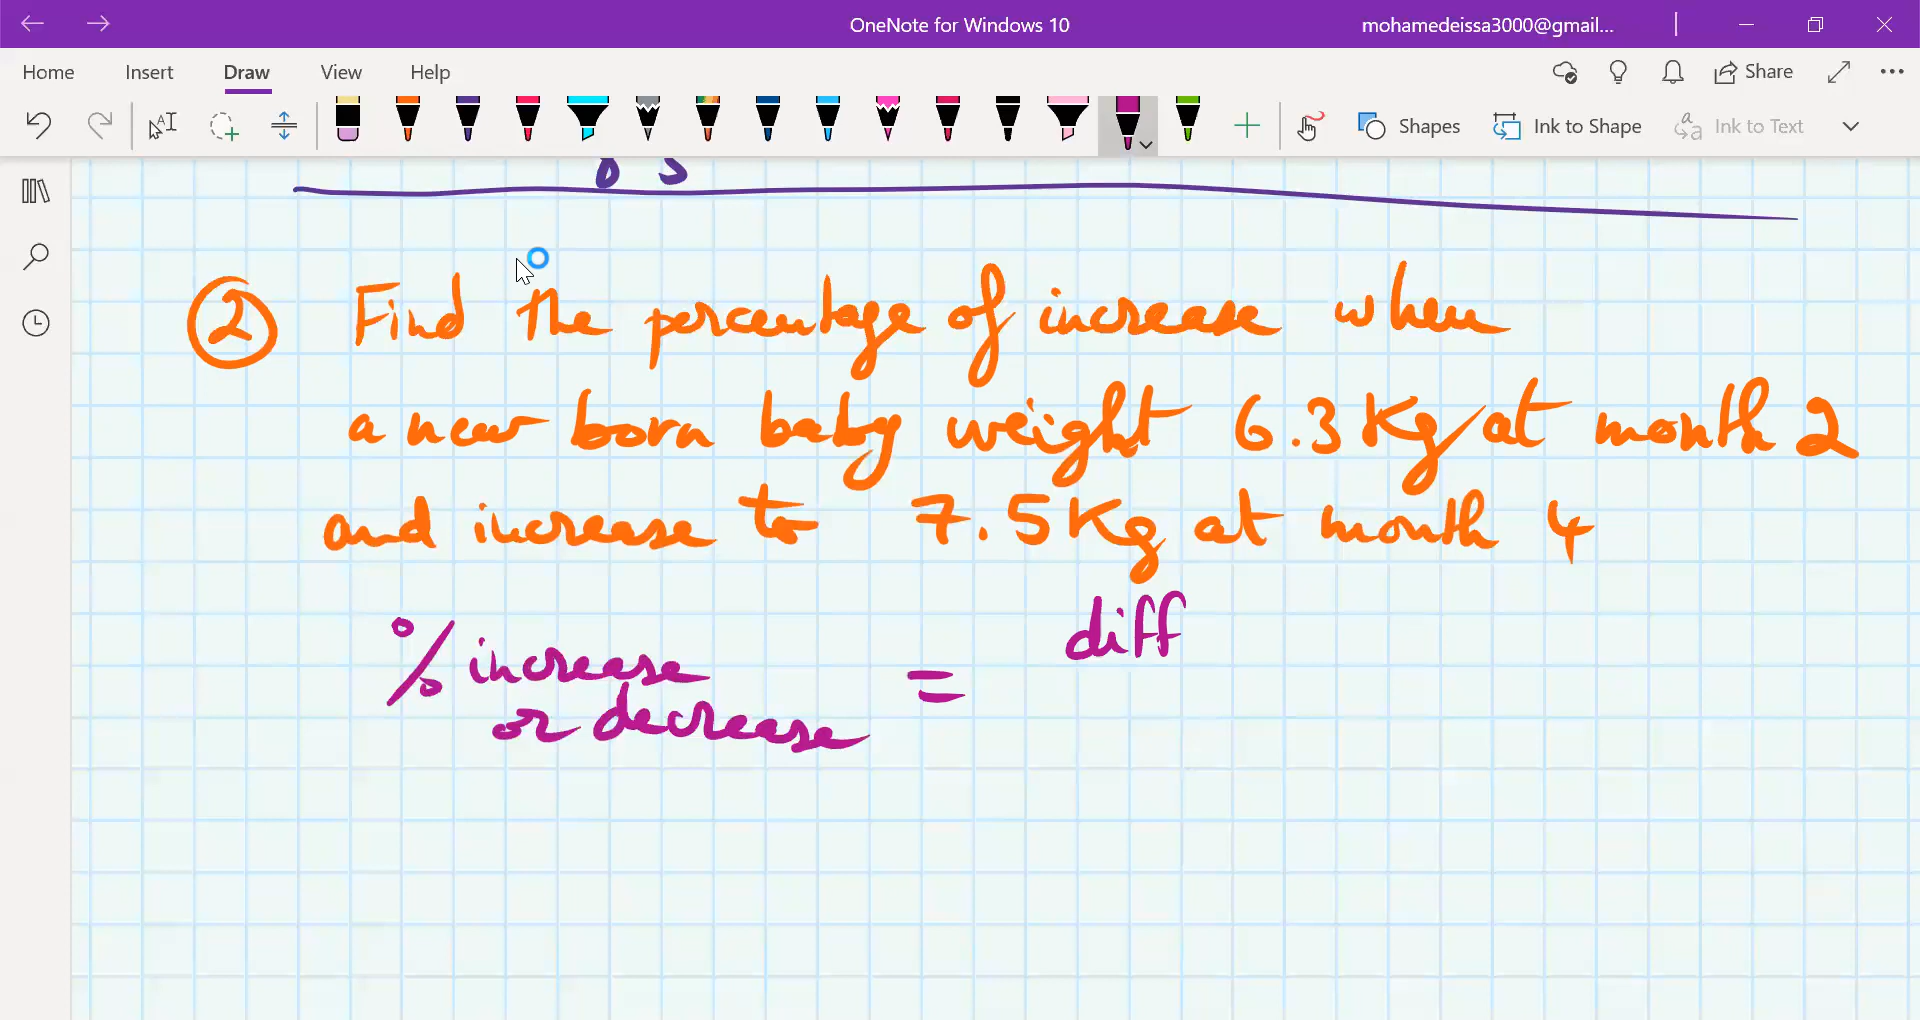 OneNote for Windows 10
mohamedeissa3000@gmail...
Home Insert Draw View Help
Share
Shapes Ink to Shape Ink to Text
2 Find the percentage of increase when
a new born baby weight 6.3 Kg at month 2
and increase to 7.5 Kg at month 4
diff
% increase =
or decrease